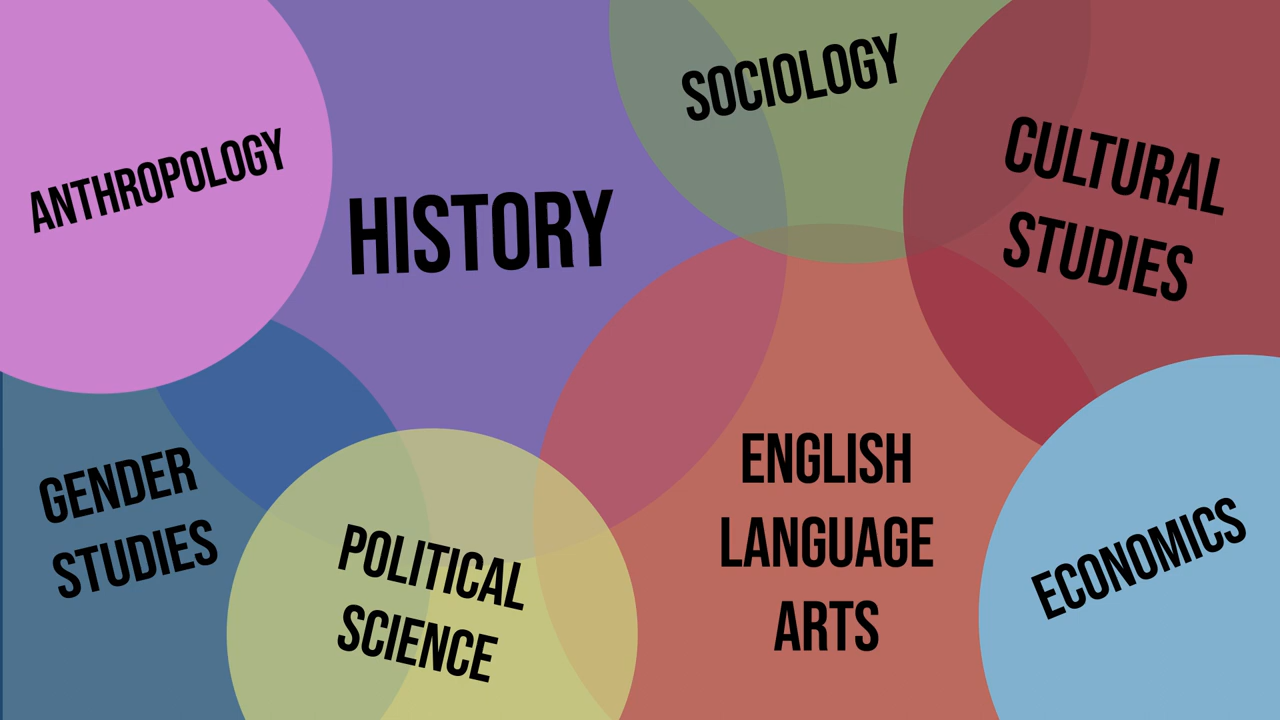 SOCIOLOGY
ANTHROPOLOGY
HISTORY
CULTURAL
STUDIES
GENDER
STUDIES
POLITICAL
SCIENCE
ENGLISH
LANGUAGE
ARTS
ECONOMICS